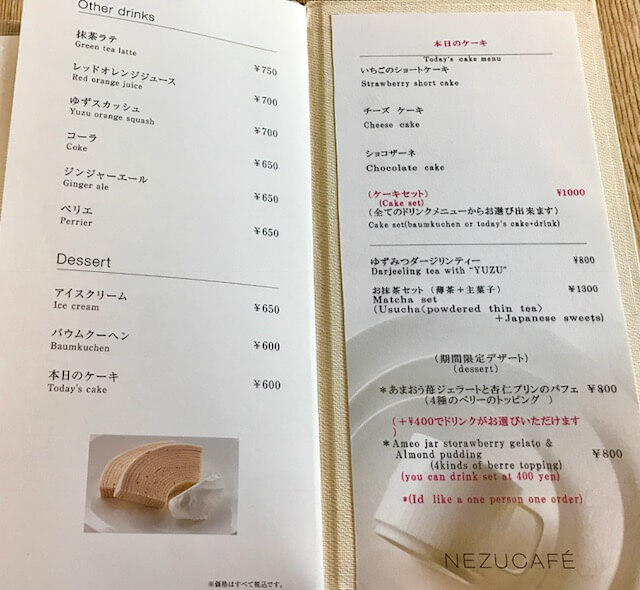 Other drinks
抹茶ラテ
Green tea latte
¥750
レッドオレンジジュース
Red orange juice
¥700
ゆずスカッシュ
Yuzu orange squash
¥700
コーラ
Coke
¥650
ジンジャーエール
Ginger ale
¥650
ペリエ
Perrier
¥650
Dessert
アイスクリーム
Ice cream
¥650
バウムクーヘン
Baumkuchen
¥600
本日のケーキ
Today's cake
¥600
※価格はすべて税込です。
本日のケーキ
Today's cake menu
いちごのショートケーキ
Strawberry short cake
チーズ ケーキ
Cheese cake
ショコザーネ
Chocolate cake
(ケーキセット) ¥1000
(Cake set)
(全てのドリンクメニューからお選び出来ます)
Cake set(baumkuchen or today's cake+drink)
ゆずみつダージリンティー ¥800
Darjeeling tea with "YUZU"
お抹茶セット (薄茶+主菓子) ¥1300
Matcha set
(Usucha〈powdered thin tea〉
+Japanese sweets)
(期間限定デザート)
(dessert)
*あまおう苺ジェラートと杏仁プリンのパフェ ¥800
(4種のベリーのトッピング )
(+¥400でドリンクがお選びいただけます
)
*Ameo jar storawberry gelato &
Almond pudding ¥800
(4kinds of berre topping)
(you can drink set at 400 yen)
*(Id like a one person one order)
NEZUCAFÉ